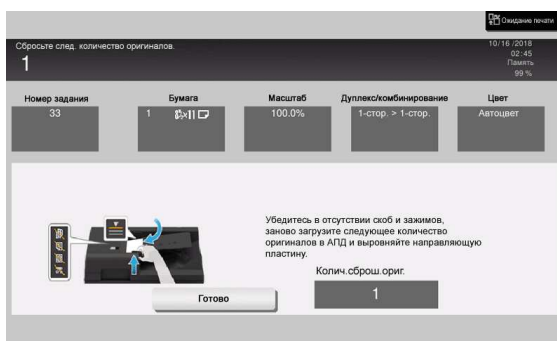 Ожидание печати
Сбросьте след. количество оригиналов.
1
10/16 /2018
02:45
Память
99 %
Номер задания
Бумага
Масштаб
Дуплекс/комбинирование
Цвет
33
1 8½x11
100.0%
1-стор. > 1-стор.
Автоцвет
Убедитесь в отсутствии скоб и зажимов,
заново загрузите следующее количество
оригиналов в АПД и выровняйте направляющую
пластину.
Колич.сброш.ориг.
1
Готово